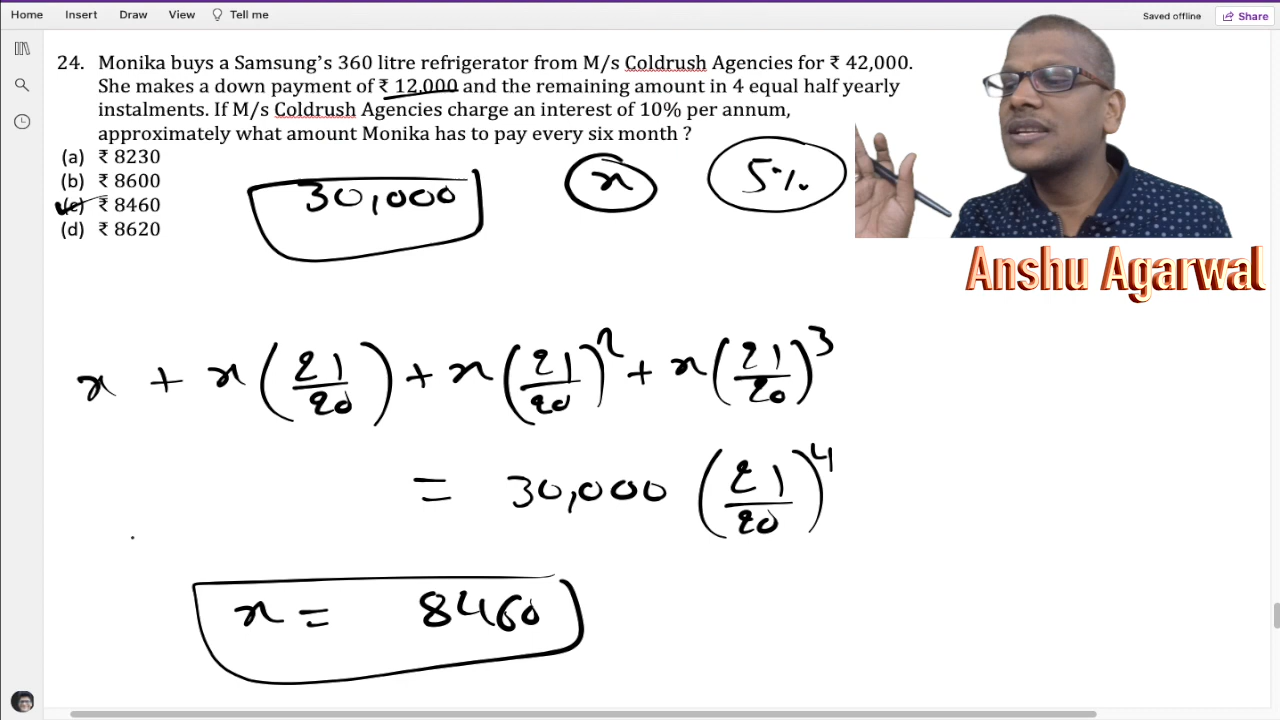 Home Insert Draw View Tell me Saved offline Share
24. Monika buys a Samsung's 360 litre refrigerator from M/s Coldrush Agencies for ₹ 42,000.
She makes a down payment of ₹ 12,000 and the remaining amount in 4 equal half yearly
instalments. If M/s Coldrush Agencies charge an interest of 10% per annum,
approximately what amount Monika has to pay every six month ?
(a) ₹ 8230
(b) ₹ 8600
(c) ₹ 8460
(d) ₹ 8620
30,000 x 5%
Anshu Agarwal
x + x (21/20) + x (21/20)^2 + x (21/20)^3
= 30,000 (21/20)^4
x = 8460